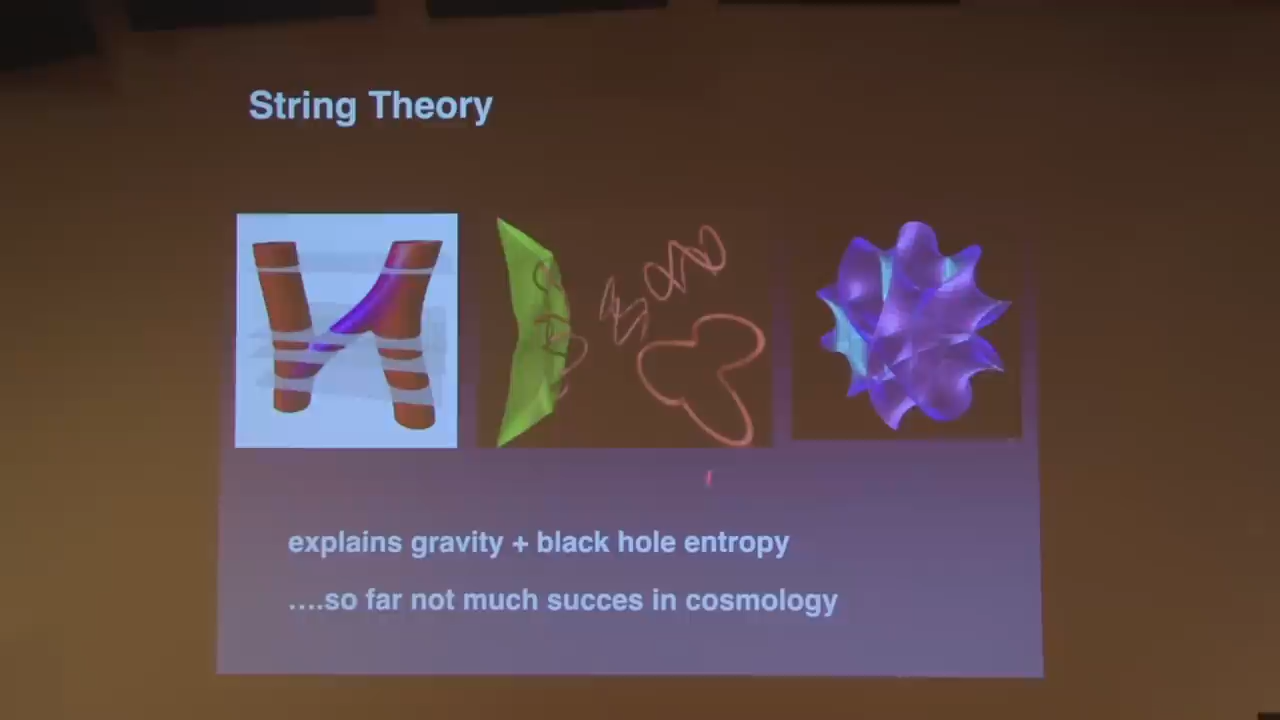 String Theory
explains gravity + black hole entropy
....so far not much succes in cosmology